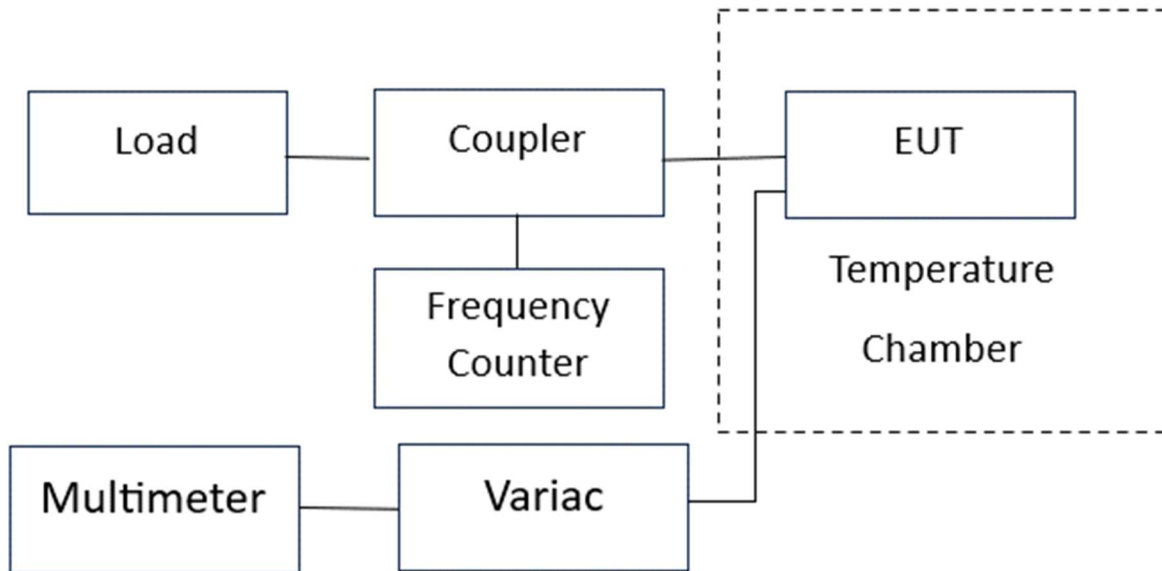 Load
Coupler
EUT
Temperature
Chamber
Frequency
Counter
Multimeter
Variac